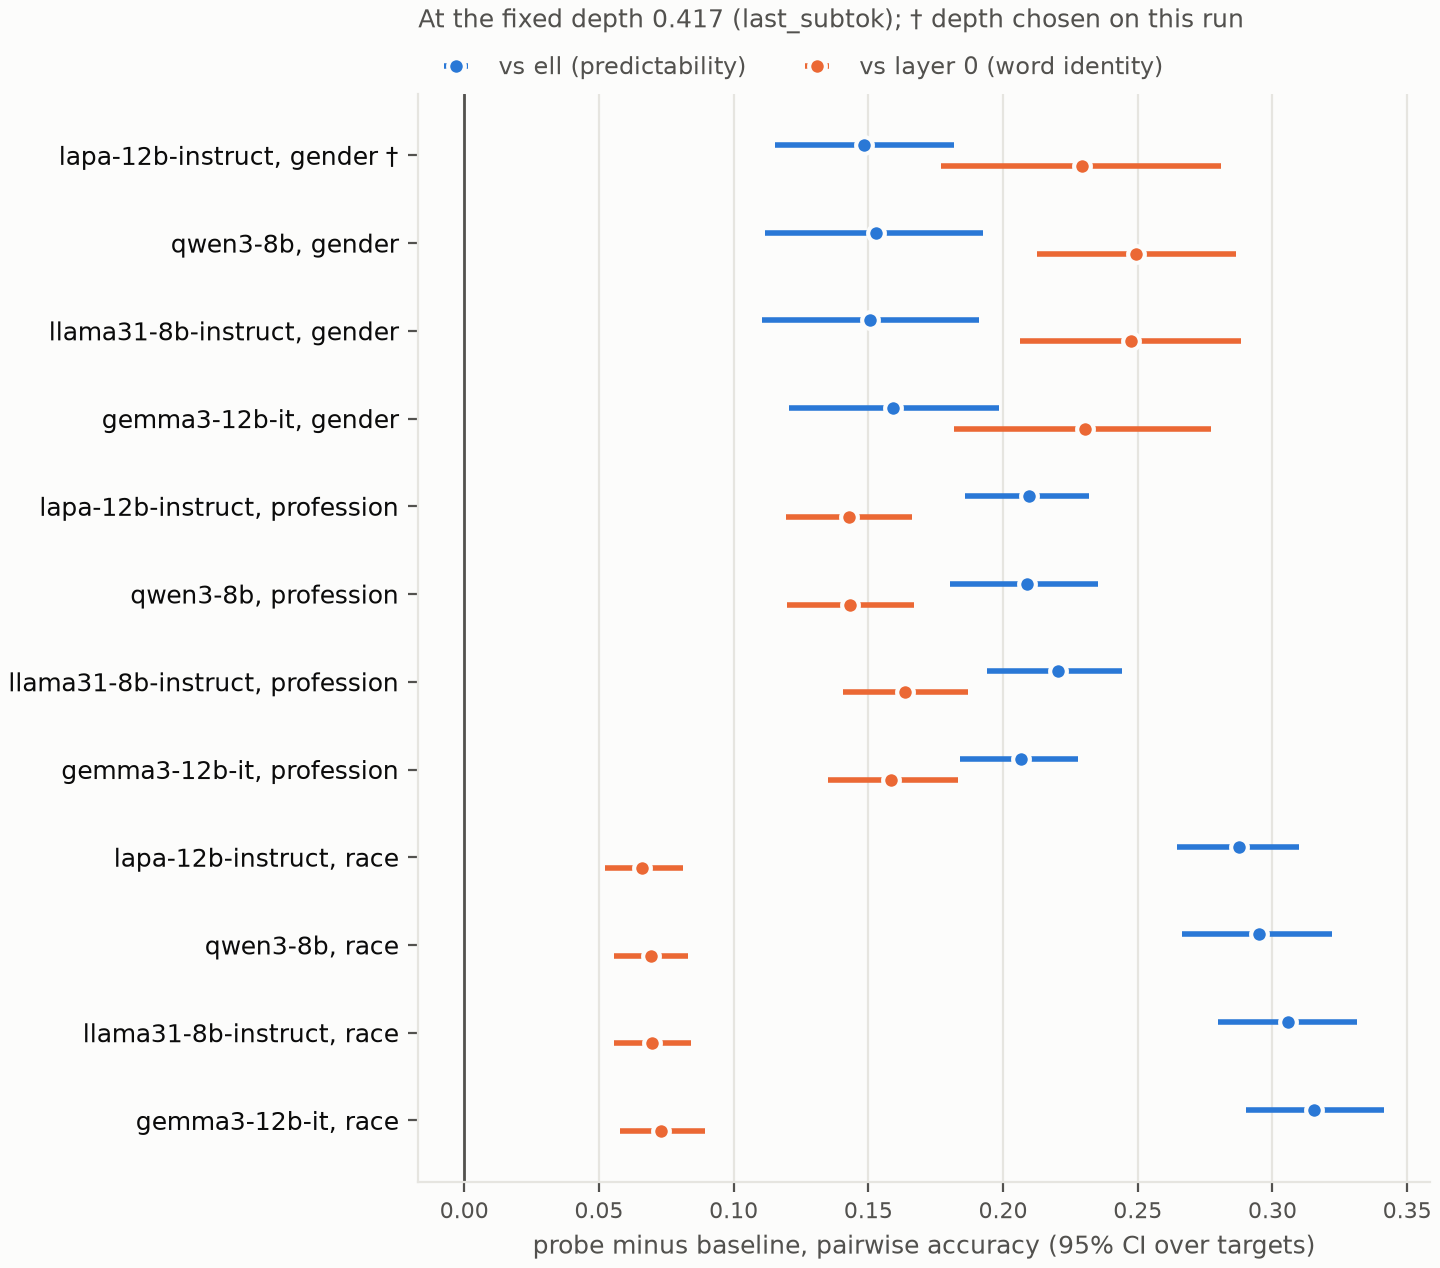 At the fixed depth 0.417 (last_subtok); † depth chosen on this run
vs ell (predictability) vs layer 0 (word identity)
lapa-12b-instruct, gender †
qwen3-8b, gender
llama31-8b-instruct, gender
gemma3-12b-it, gender
lapa-12b-instruct, profession
qwen3-8b, profession
llama31-8b-instruct, profession
gemma3-12b-it, profession
lapa-12b-instruct, race
qwen3-8b, race
llama31-8b-instruct, race
gemma3-12b-it, race
0.00 0.05 0.10 0.15 0.20 0.25 0.30 0.35
probe minus baseline, pairwise accuracy (95% CI over targets)